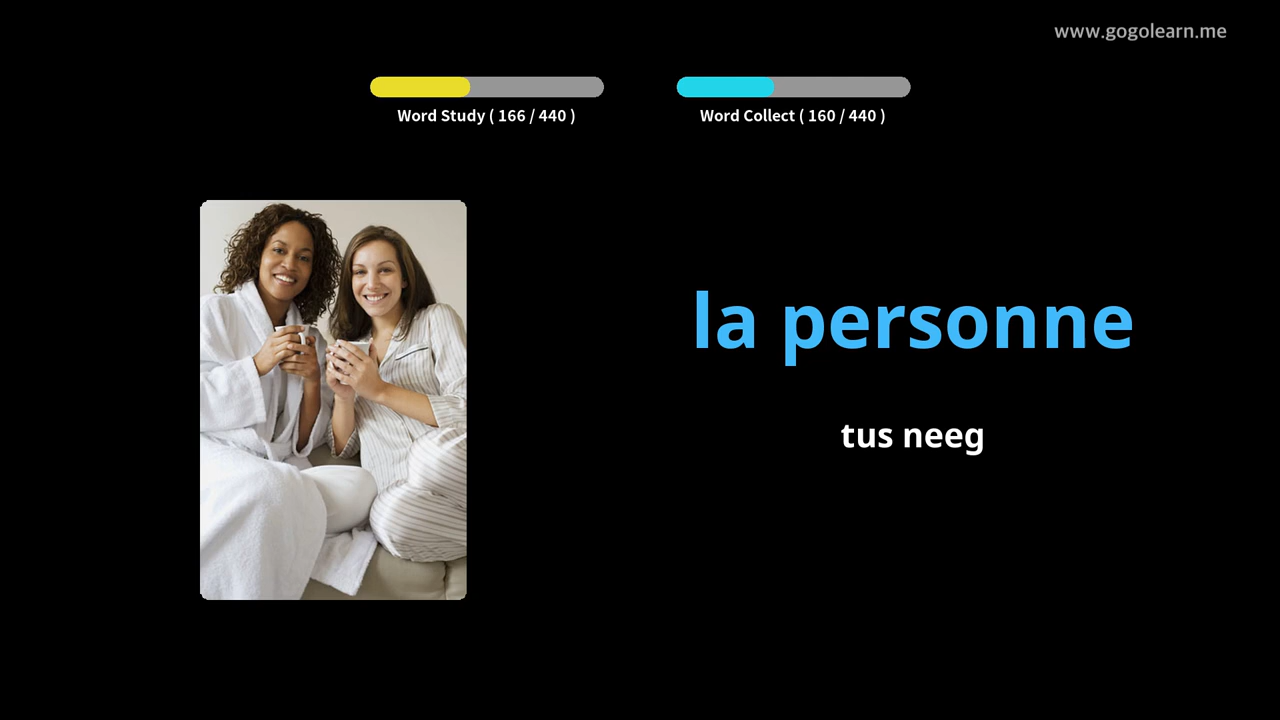 www.gogolearn.me
Word Study ( 166 / 440 )
Word Collect ( 160 / 440 )
la personne
tus neeg